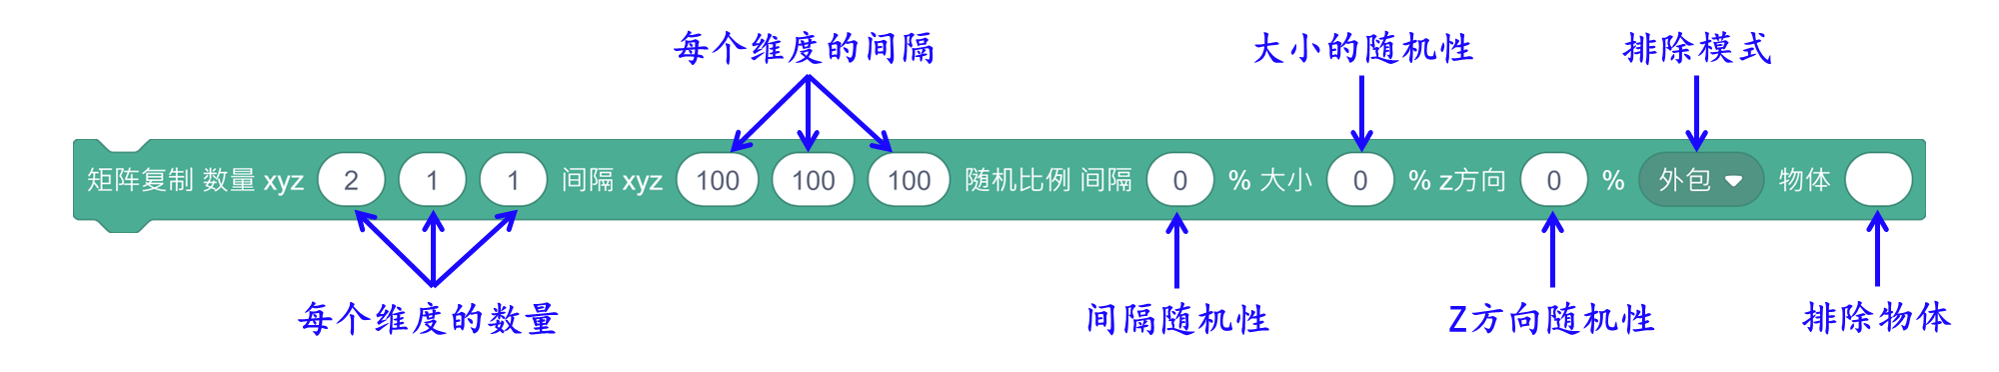 每个维度的间隔 大小的随机性 排除模式
矩阵复制 数量 xyz 2 1 1 间隔 xyz 100 100 100 随机比例 间隔 0 % 大小 0 % z方向 0 % 外包 物体
每个维度的数量 间隔随机性 Z方向随机性 排除物体